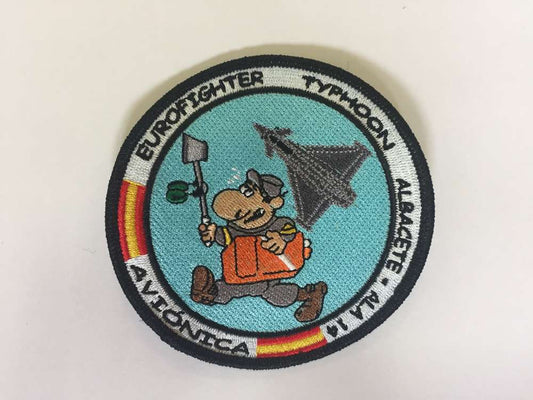 EUROFIGHTER TYPHOON
ALBACETE - ALA 14
AVIÓNICA